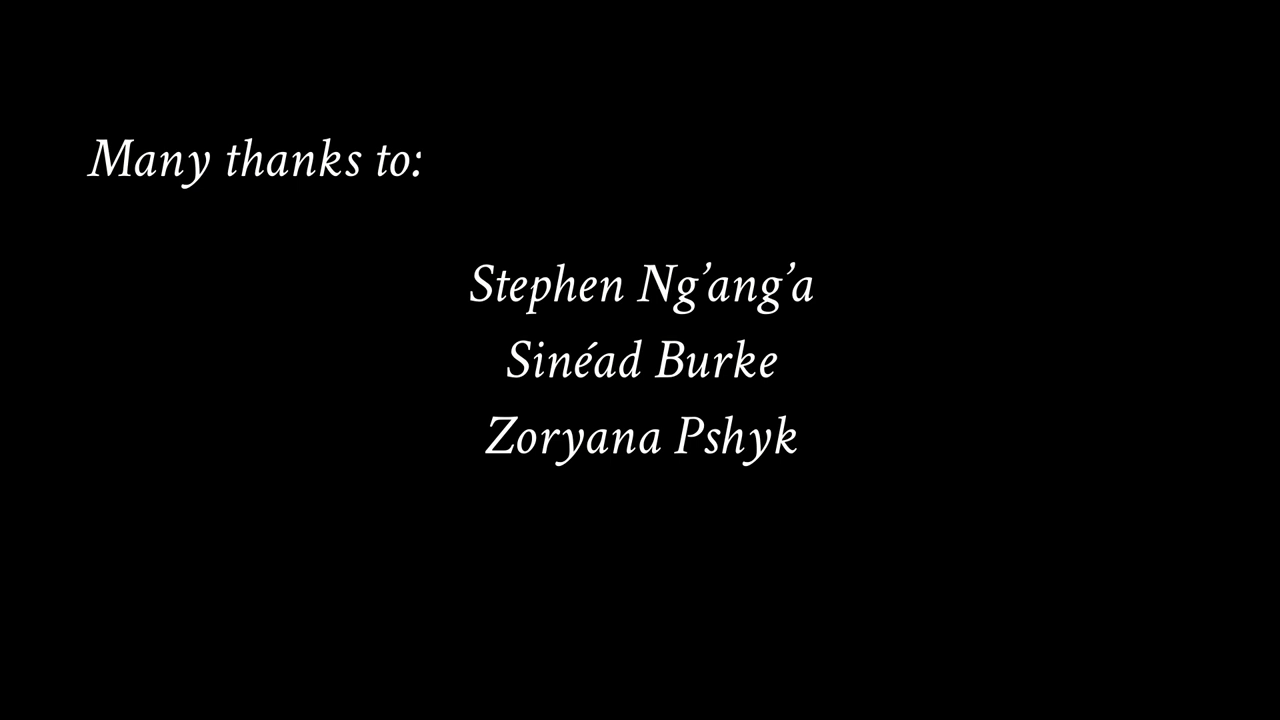 Many thanks to:
Stephen Ng’ang’a
Sinéad Burke
Zoryana Pshyk